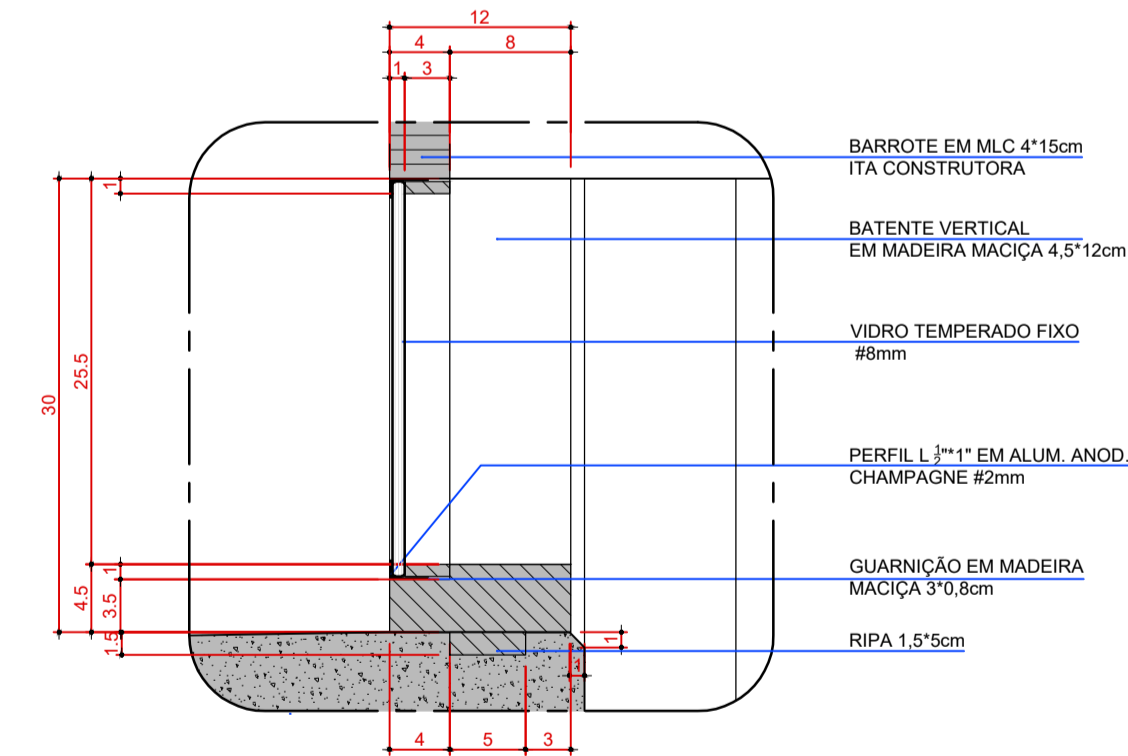 12
4
8
1
3
BARROTE EM MLC 4*15cm
ITA CONSTRUTORA
1
BATENTE VERTICAL
EM MADEIRA MACIÇA 4,5*12cm
VIDRO TEMPERADO FIXO
#8mm
25.5
30
PERFIL L ½"*1" EM ALUM. ANOD.
CHAMPAGNE #2mm
GUARNIÇÃO EM MADEIRA
MACIÇA 3*0,8cm
1
4.5
3.5
1.5
1
RIPA 1,5*5cm
1
4
5
3